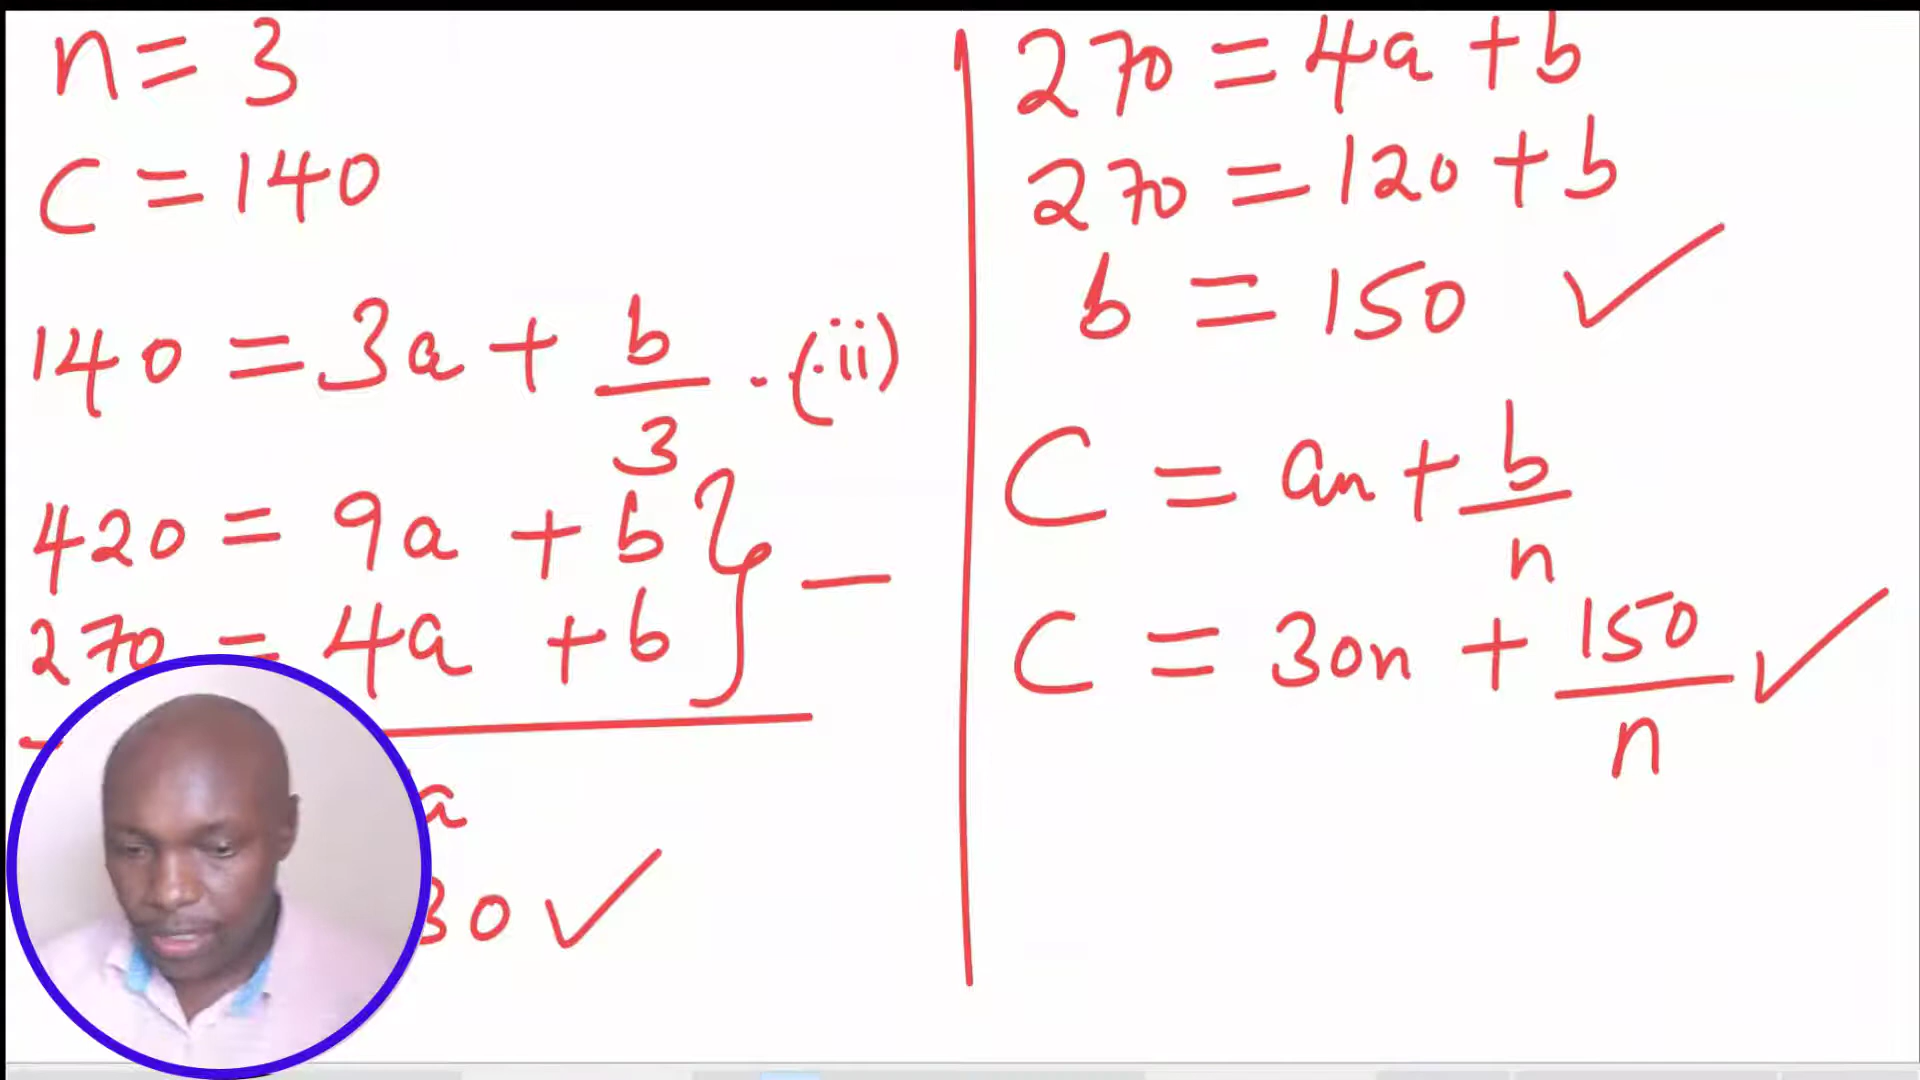 n = 3
C = 140
140 = 3a + b/3 . (ii)
420 = 9a + b } –
270 = 4a + b
a
30 ✓
270 = 4a + b
270 = 120 + b
b = 150 ✓
C = an + b/n
C = 30n + 150/n ✓